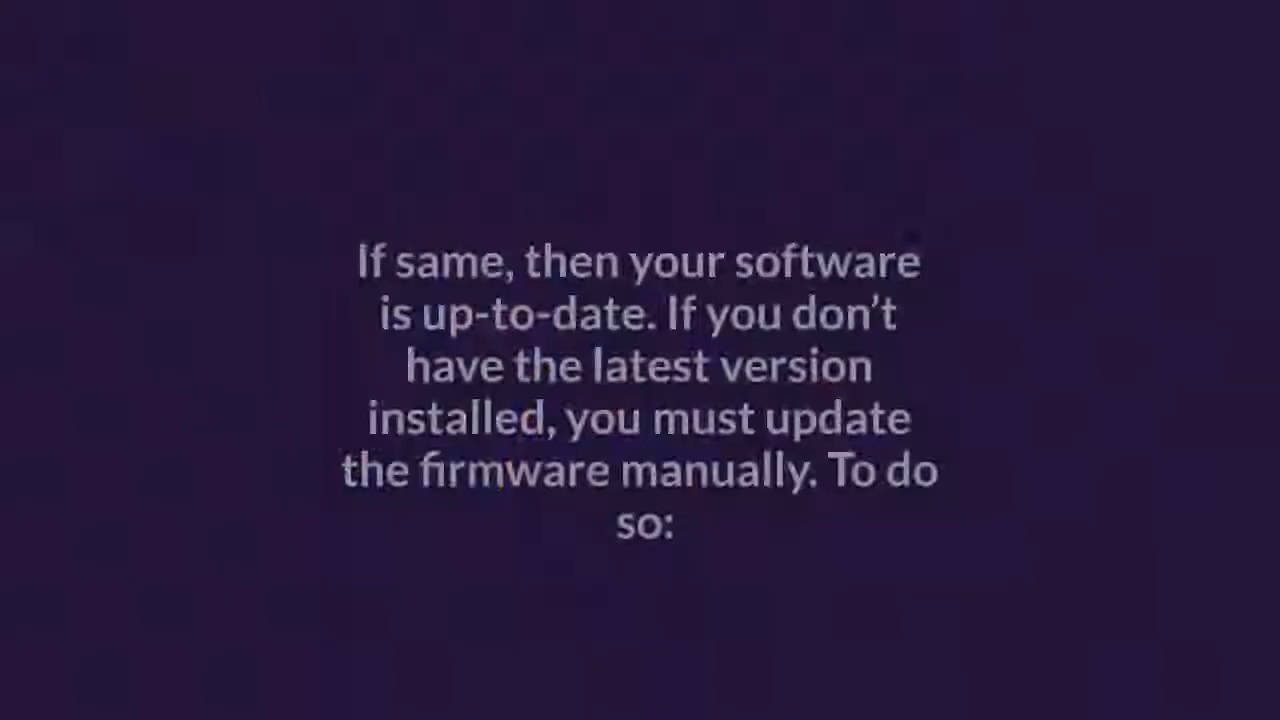 If same, then your software
is up-to-date. If you don’t
have the latest version
installed, you must update
the firmware manually. To do
so: